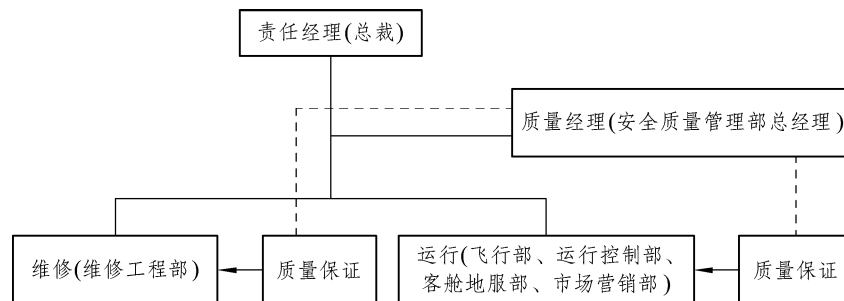 责任经理(总裁)
质量经理(安全质量管理部总经理)
维修(维修工程部)
质量保证
运行(飞行部、运行控制部、
客舱地服部、市场营销部)
质量保证